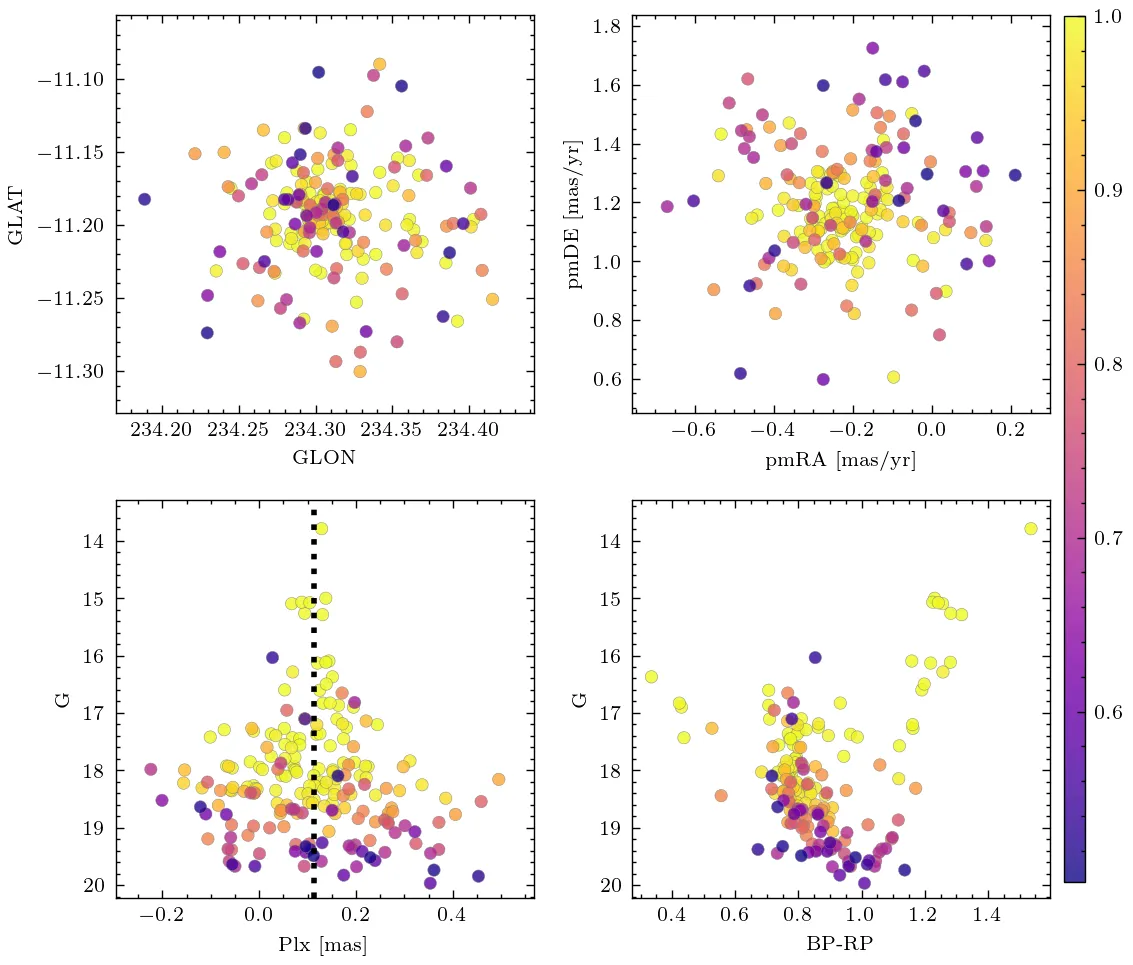 −11.10
−11.15
−11.20
−11.25
−11.30
GLAT
234.20 234.25 234.30 234.35 234.40
GLON
1.8
1.6
1.4
1.2
1.0
0.8
0.6
pmDE [mas/yr]
−0.6 −0.4 −0.2 0.0 0.2
pmRA [mas/yr]
14
15
16
17
18
19
20
G
−0.2 0.0 0.2 0.4
Plx [mas]
14
15
16
17
18
19
20
G
0.4 0.6 0.8 1.0 1.2 1.4
BP-RP
1.0
0.9
0.8
0.7
0.6